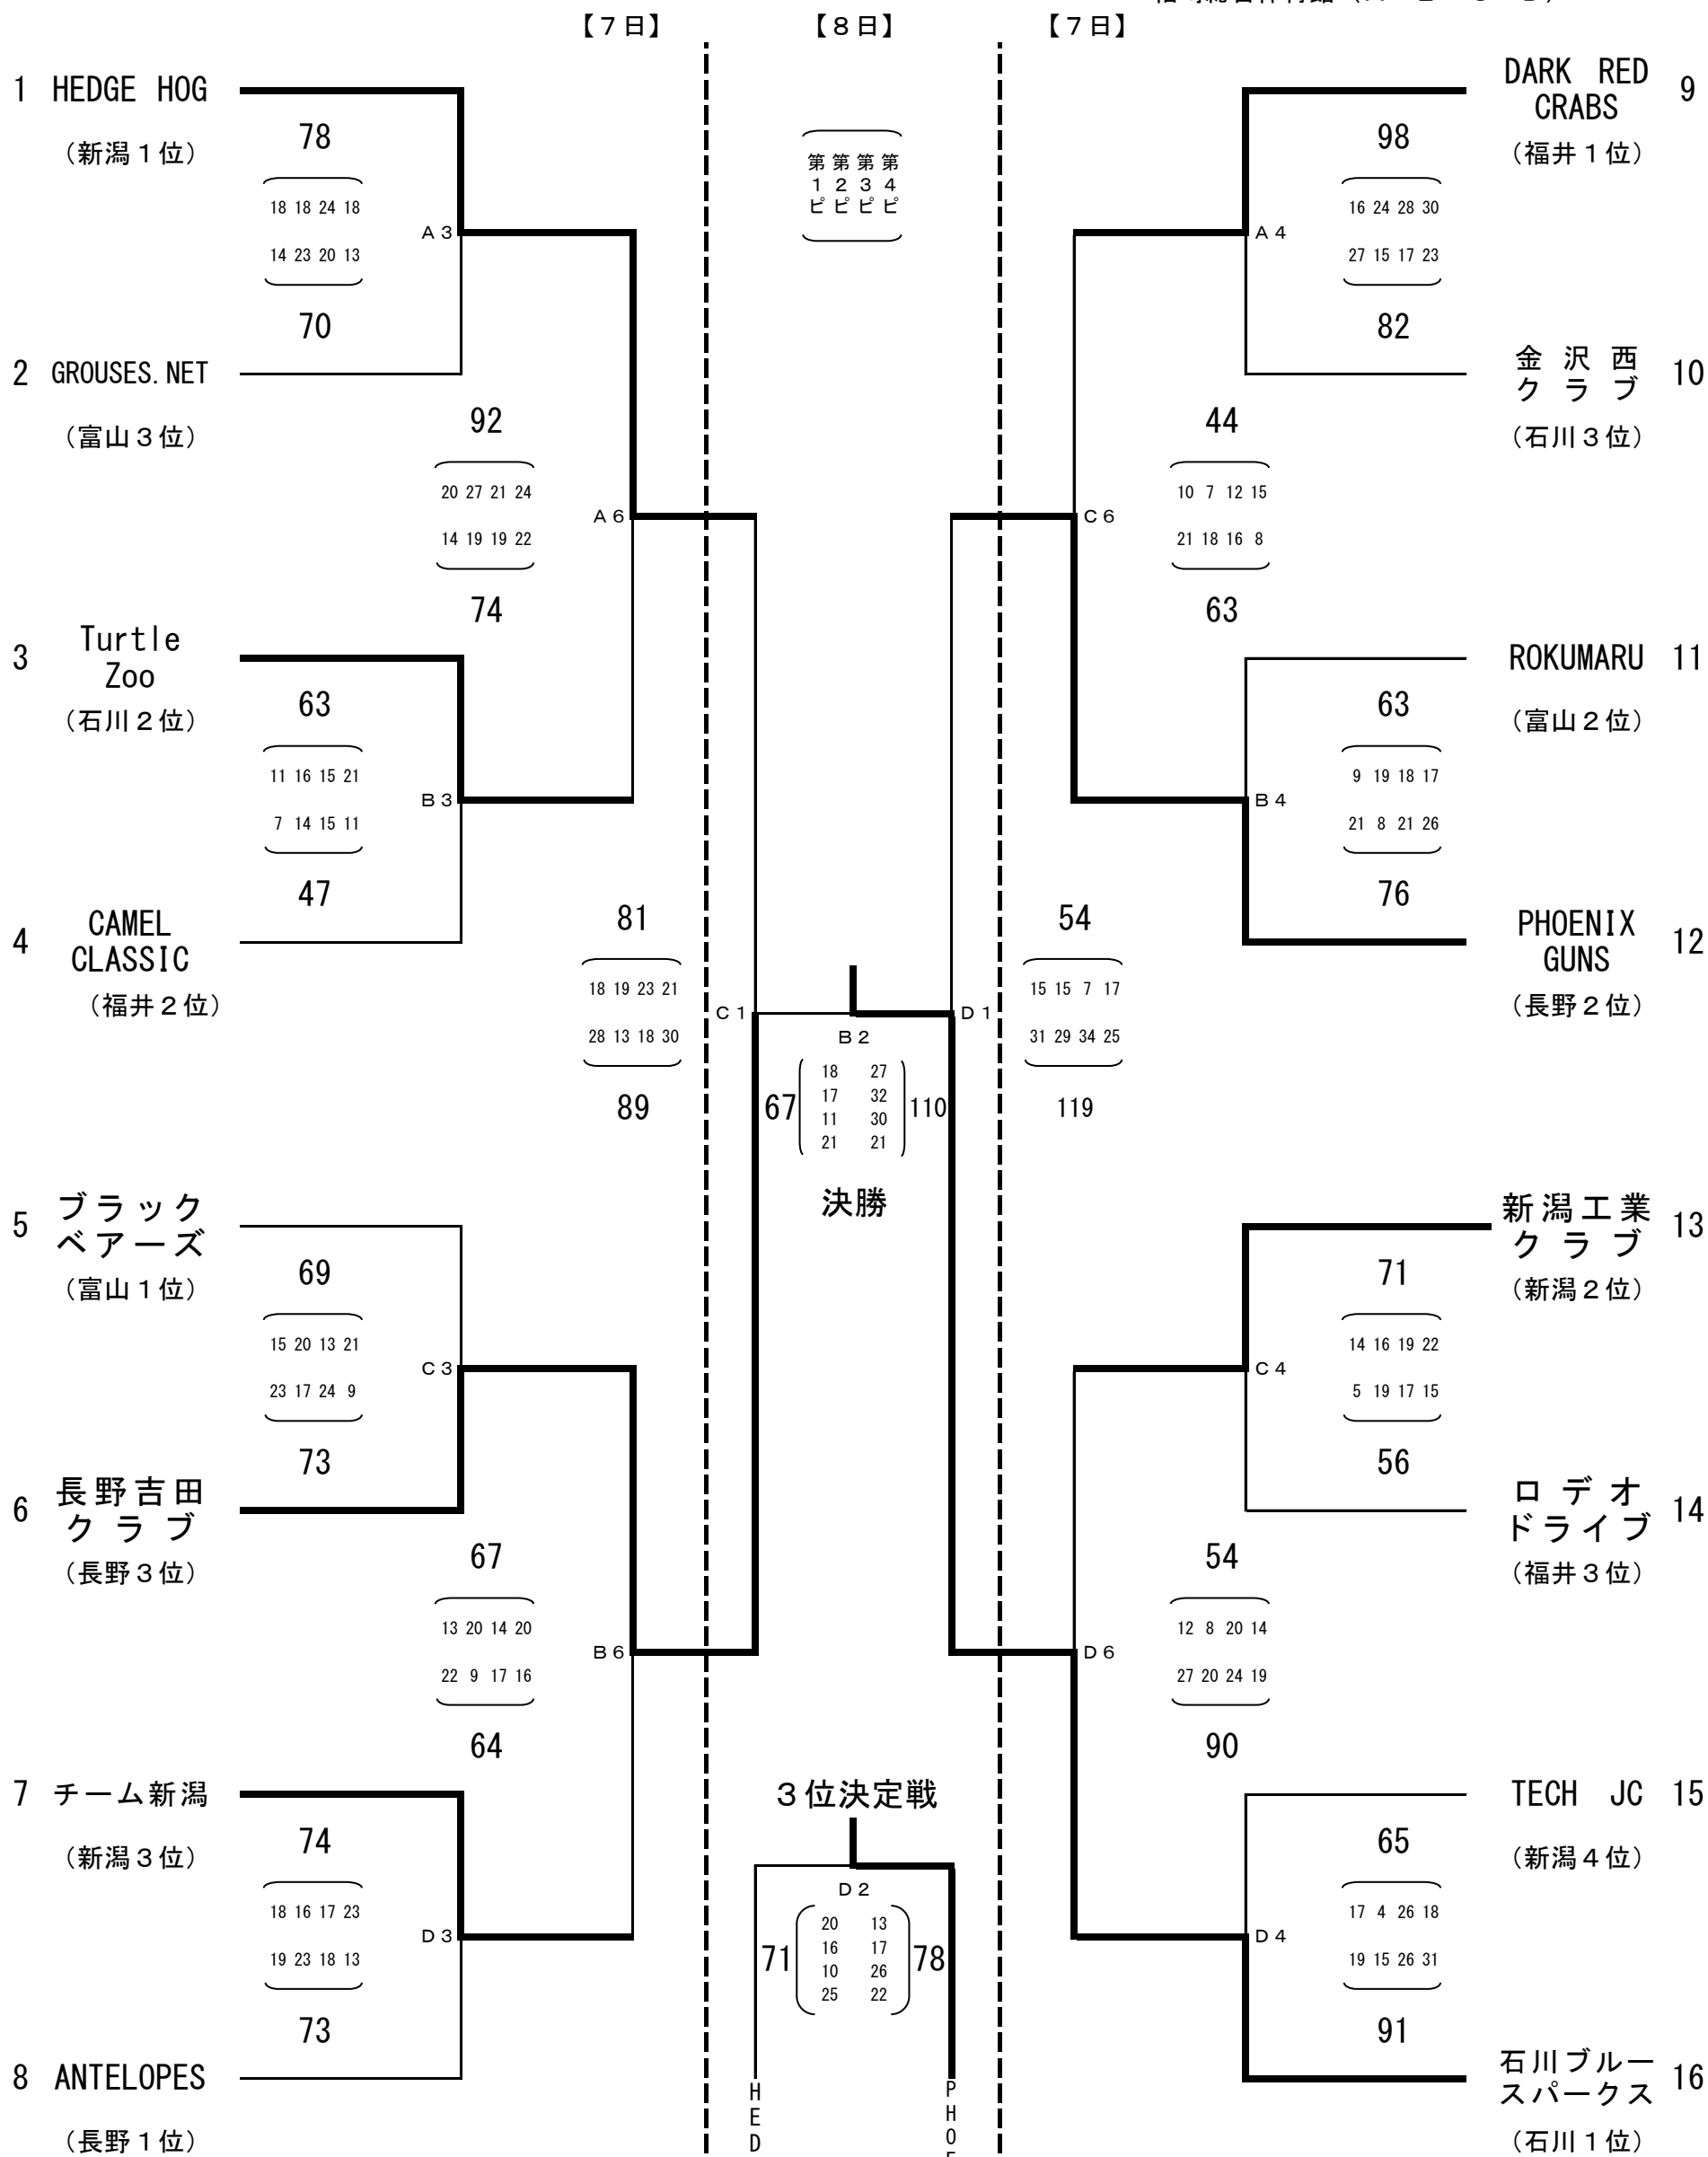 【７日】 【８日】 【７日】
1 HEDGE HOG
(新潟１位)
78
18 18 24 18
14 23 20 13
70
A3
2 GROUSES.NET
(富山３位)
92
20 27 21 24
14 19 19 22
74
A6
3 Turtle
Zoo
(石川２位)
63
11 16 15 21
7 14 15 11
47
B3
4 CAMEL
CLASSIC
(福井２位)
81
18 19 23 21
28 13 18 30
89
C1
5 ブラック
ベアーズ
(富山１位)
69
15 20 13 21
23 17 24 9
73
C3
6 長野吉田
クラブ
(長野３位)
67
13 20 14 20
22 9 17 16
64
B6
7 チーム新潟
(新潟３位)
74
18 16 17 23
19 23 18 13
73
D3
8 ANTELOPES
(長野１位)
第 第 第 第
1 2 3 4
ピ ピ ピ ピ
B2
67 110
18 27
17 32
11 30
21 21
決勝
３位決定戦
D2
71 78
20 13
16 17
10 26
25 22
HED
PHO
DARK RED
CRABS 9
(福井１位)
98
16 24 28 30
27 15 17 23
82
A4
金沢西
クラブ 10
(石川３位)
44
10 7 12 15
21 18 16 8
63
C6
ROKUMARU 11
(富山２位)
63
9 19 18 17
21 8 21 26
76
B4
PHOENIX
GUNS 12
(長野２位)
54
15 15 7 17
31 29 34 25
119
D1
新潟工業
クラブ 13
(新潟２位)
71
14 16 19 22
5 19 17 15
56
C4
ロデオ
ドライブ 14
(福井３位)
54
12 8 20 14
27 20 24 19
90
D6
TECH JC 15
(新潟４位)
65
17 4 26 18
19 15 26 31
91
D4
石川ブルー
スパークス 16
(石川１位)